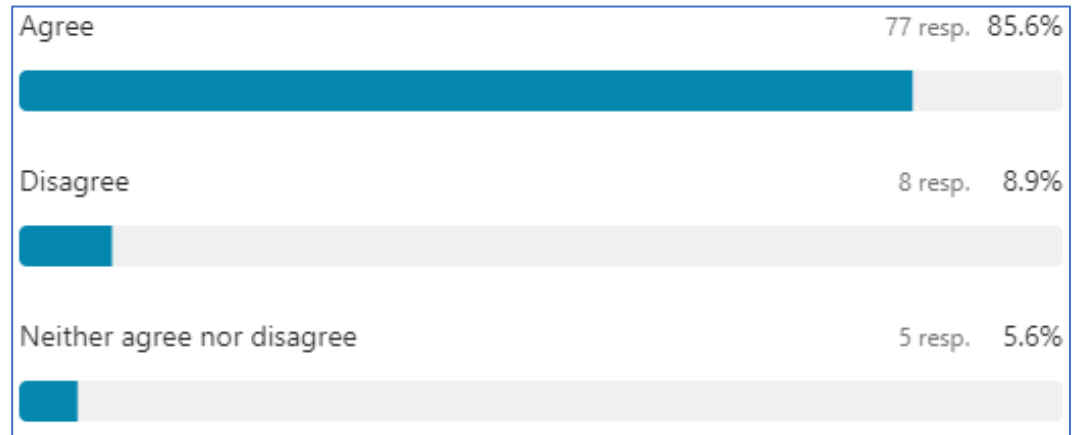 Agree 77 resp. 85.6%
Disagree 8 resp. 8.9%
Neither agree nor disagree 5 resp. 5.6%